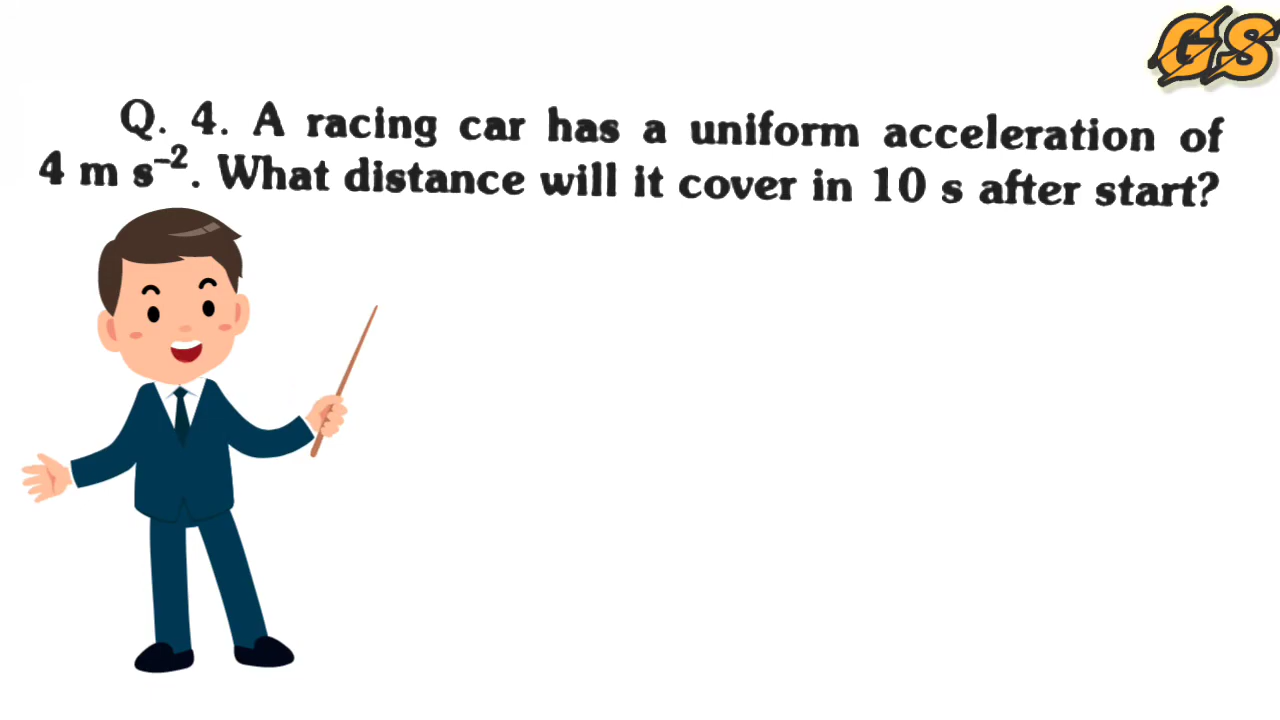 GS
Q. 4. A racing car has a uniform acceleration of
4 m s⁻². What distance will it cover in 10 s after start?